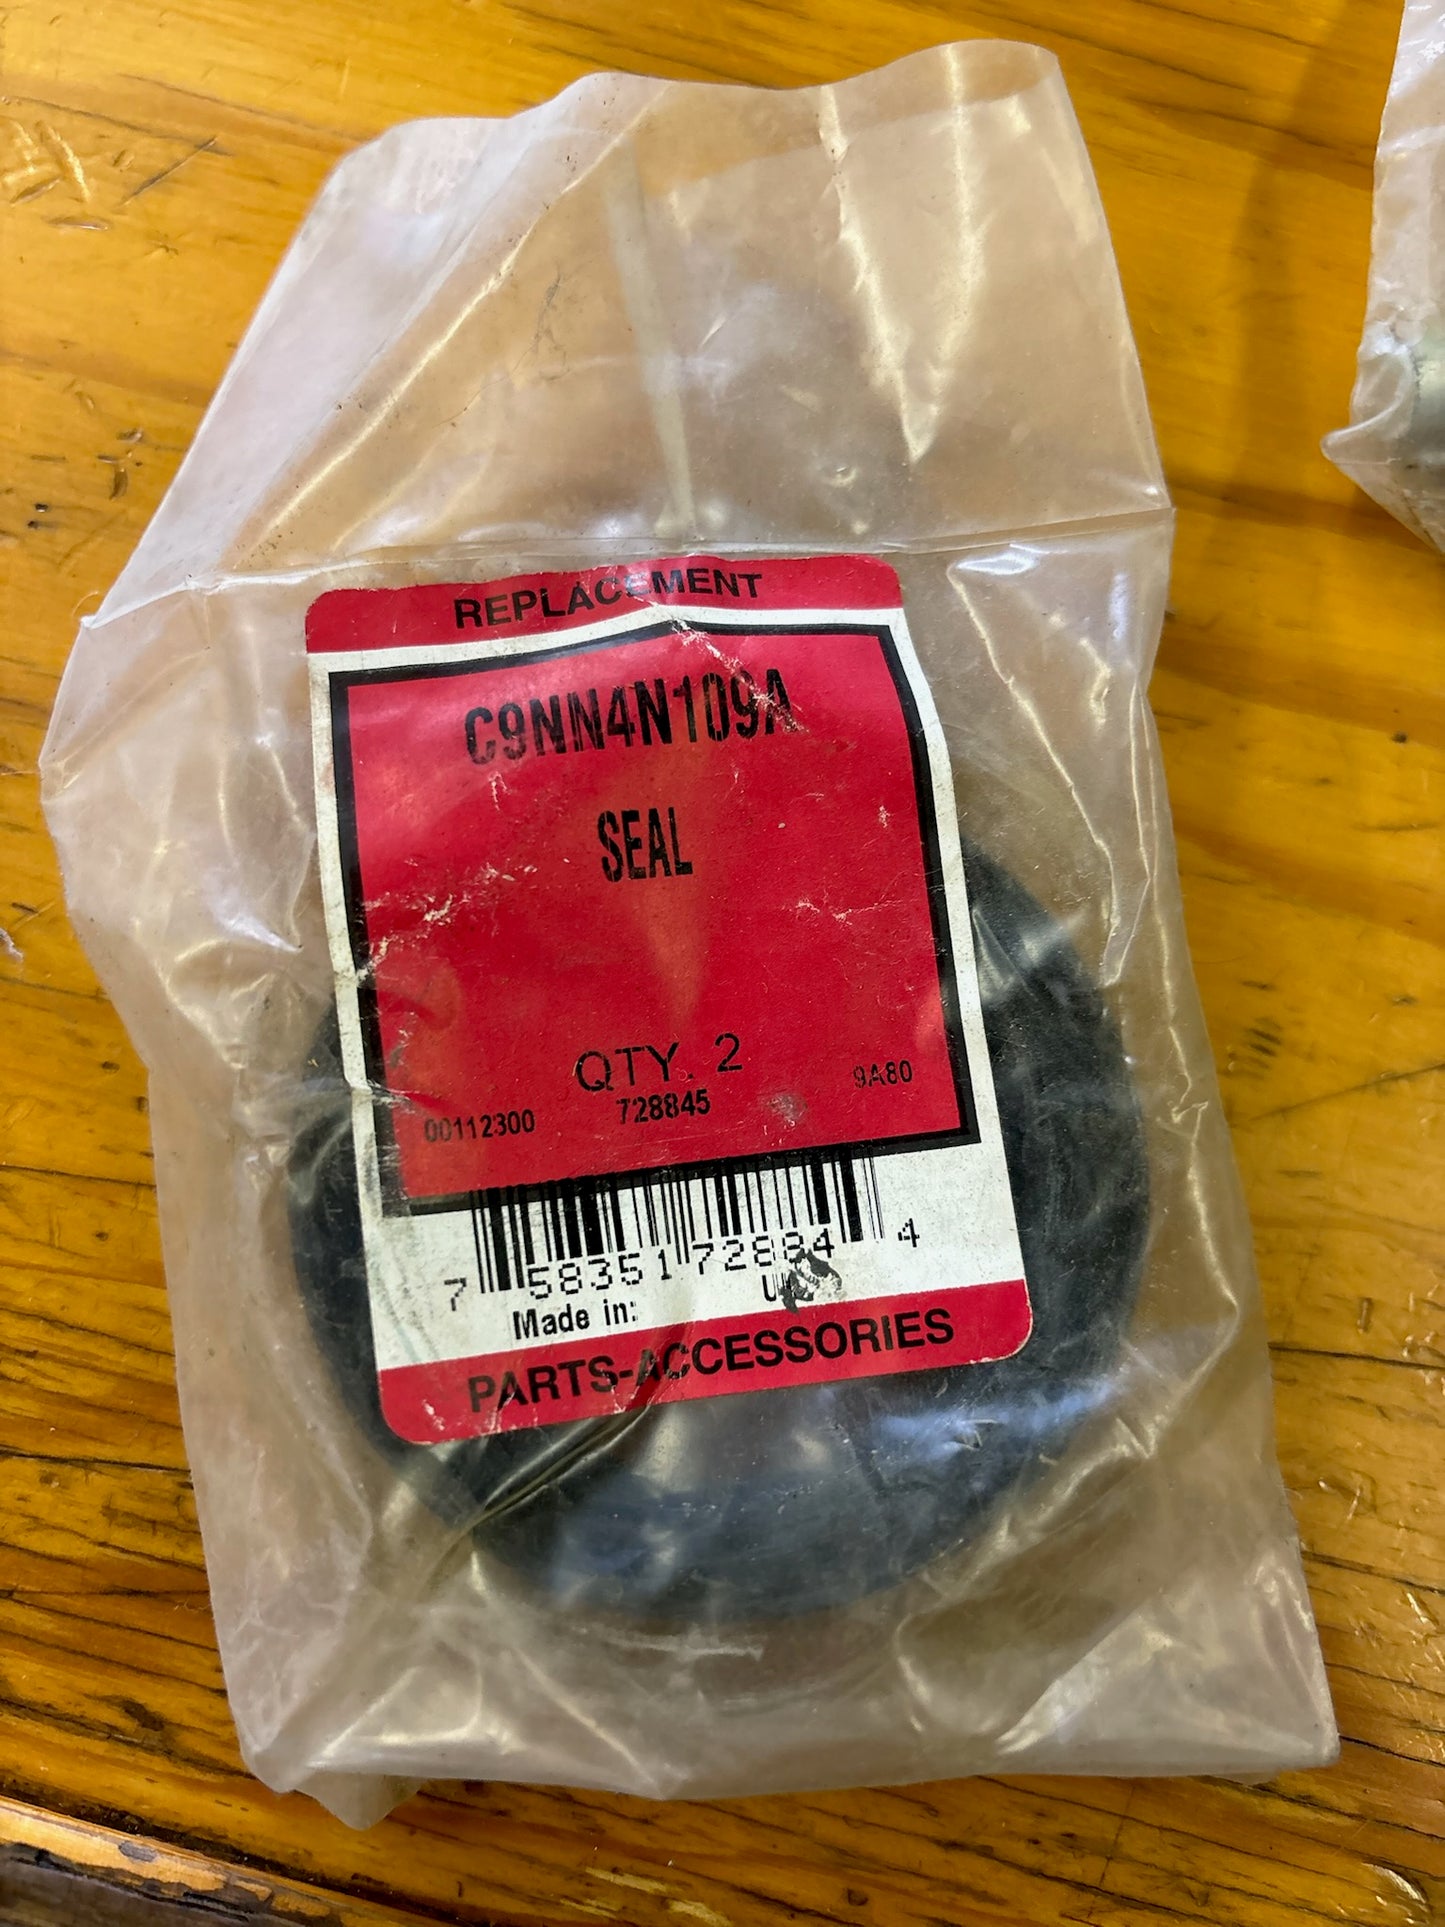 REPLACEMENT
C9NN4N109A
SEAL
QTY. 2
00112300 728845 9A80
7 58351 72884 4
Made in:
PARTS-ACCESSORIES